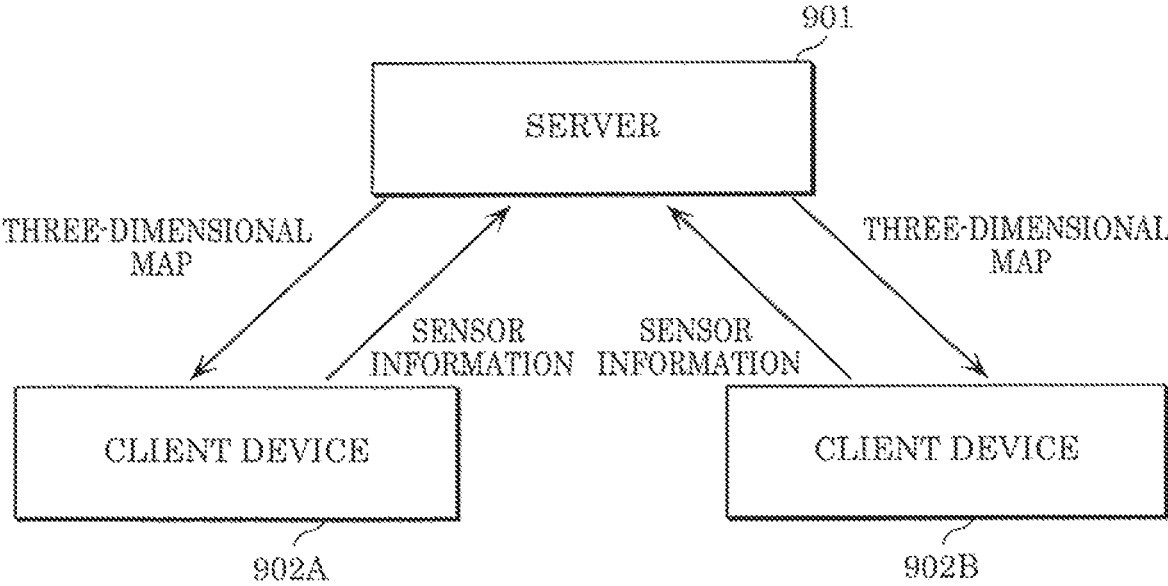 901
SERVER
THREE-DIMENSIONAL
MAP
THREE-DIMENSIONAL
MAP
SENSOR
INFORMATION
SENSOR
INFORMATION
CLIENT DEVICE
CLIENT DEVICE
902A
902B